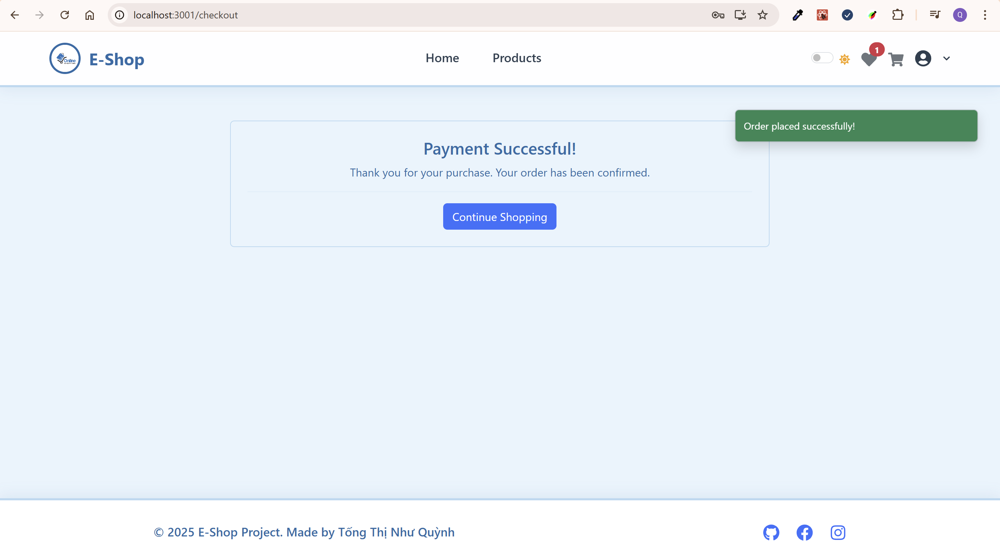 localhost:3001/checkout
Q
Online
SHOPPING
E-Shop
Home
Products
1
Order placed successfully!
Payment Successful!
Thank you for your purchase. Your order has been confirmed.
Continue Shopping
© 2025 E-Shop Project. Made by Tống Thị Như Quỳnh